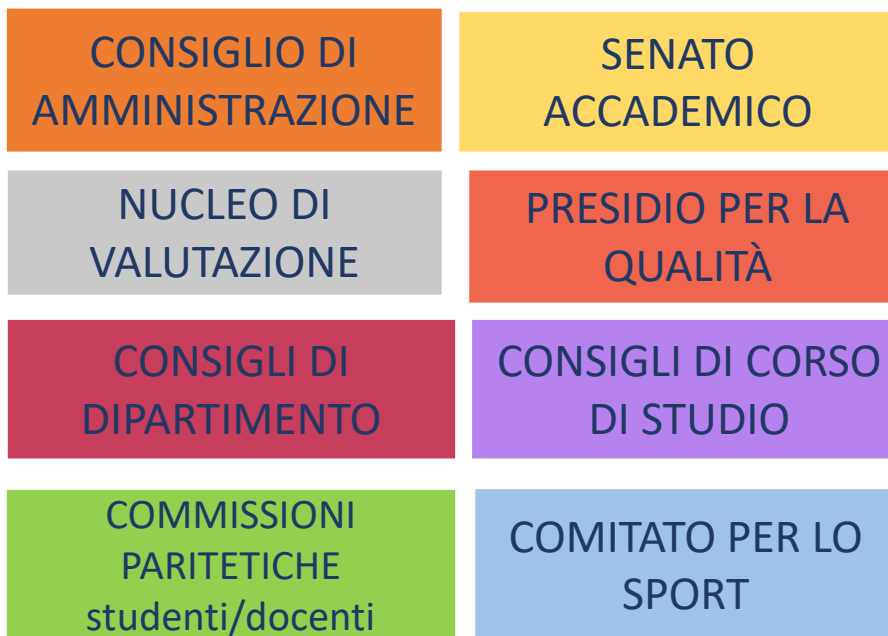 CONSIGLIO DI
AMMINISTRAZIONE
SENATO
ACCADEMICO
NUCLEO DI
VALUTAZIONE
PRESIDIO PER LA
QUALITÀ
CONSIGLI DI
DIPARTIMENTO
CONSIGLI DI CORSO
DI STUDIO
COMMISSIONI
PARITETICHE
studenti/docenti
COMITATO PER LO
SPORT